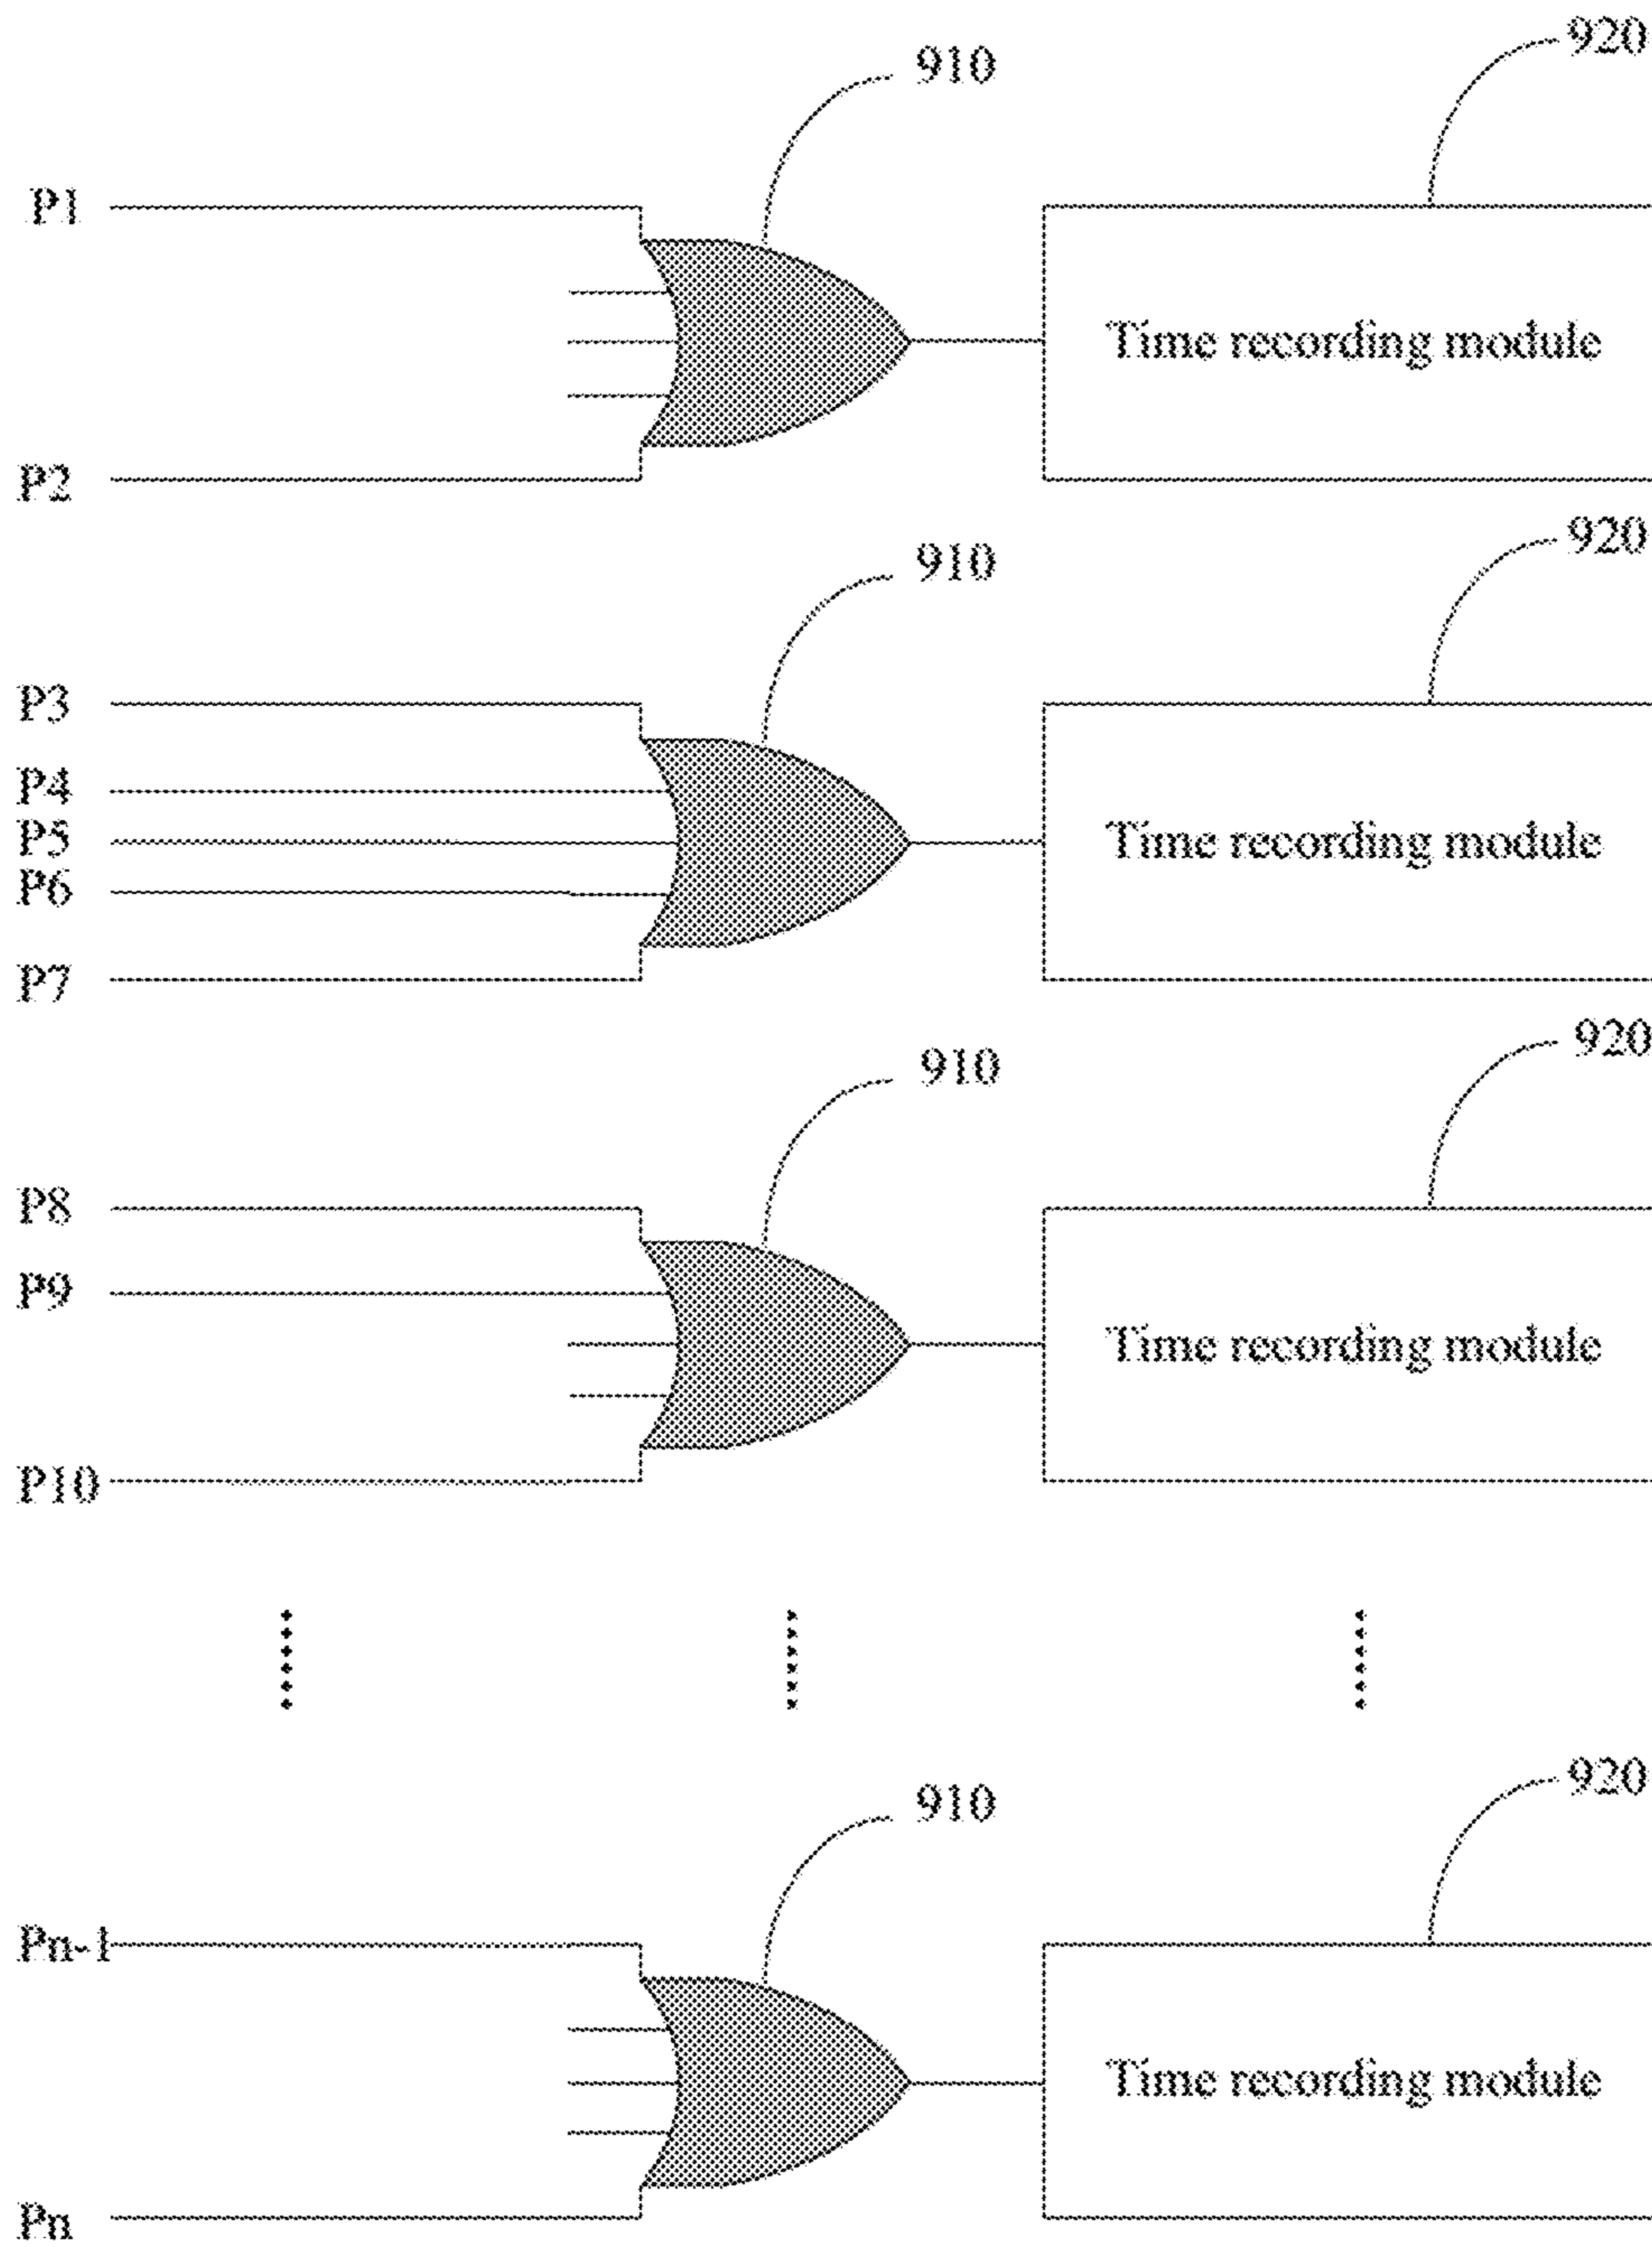 920
910
P1
Time recording module
P2
920
910
P3
P4
P5
Time recording module
P6
P7
920
910
P8
P9
Time recording module
P10
920
910
Pn-1
Time recording module
Pn